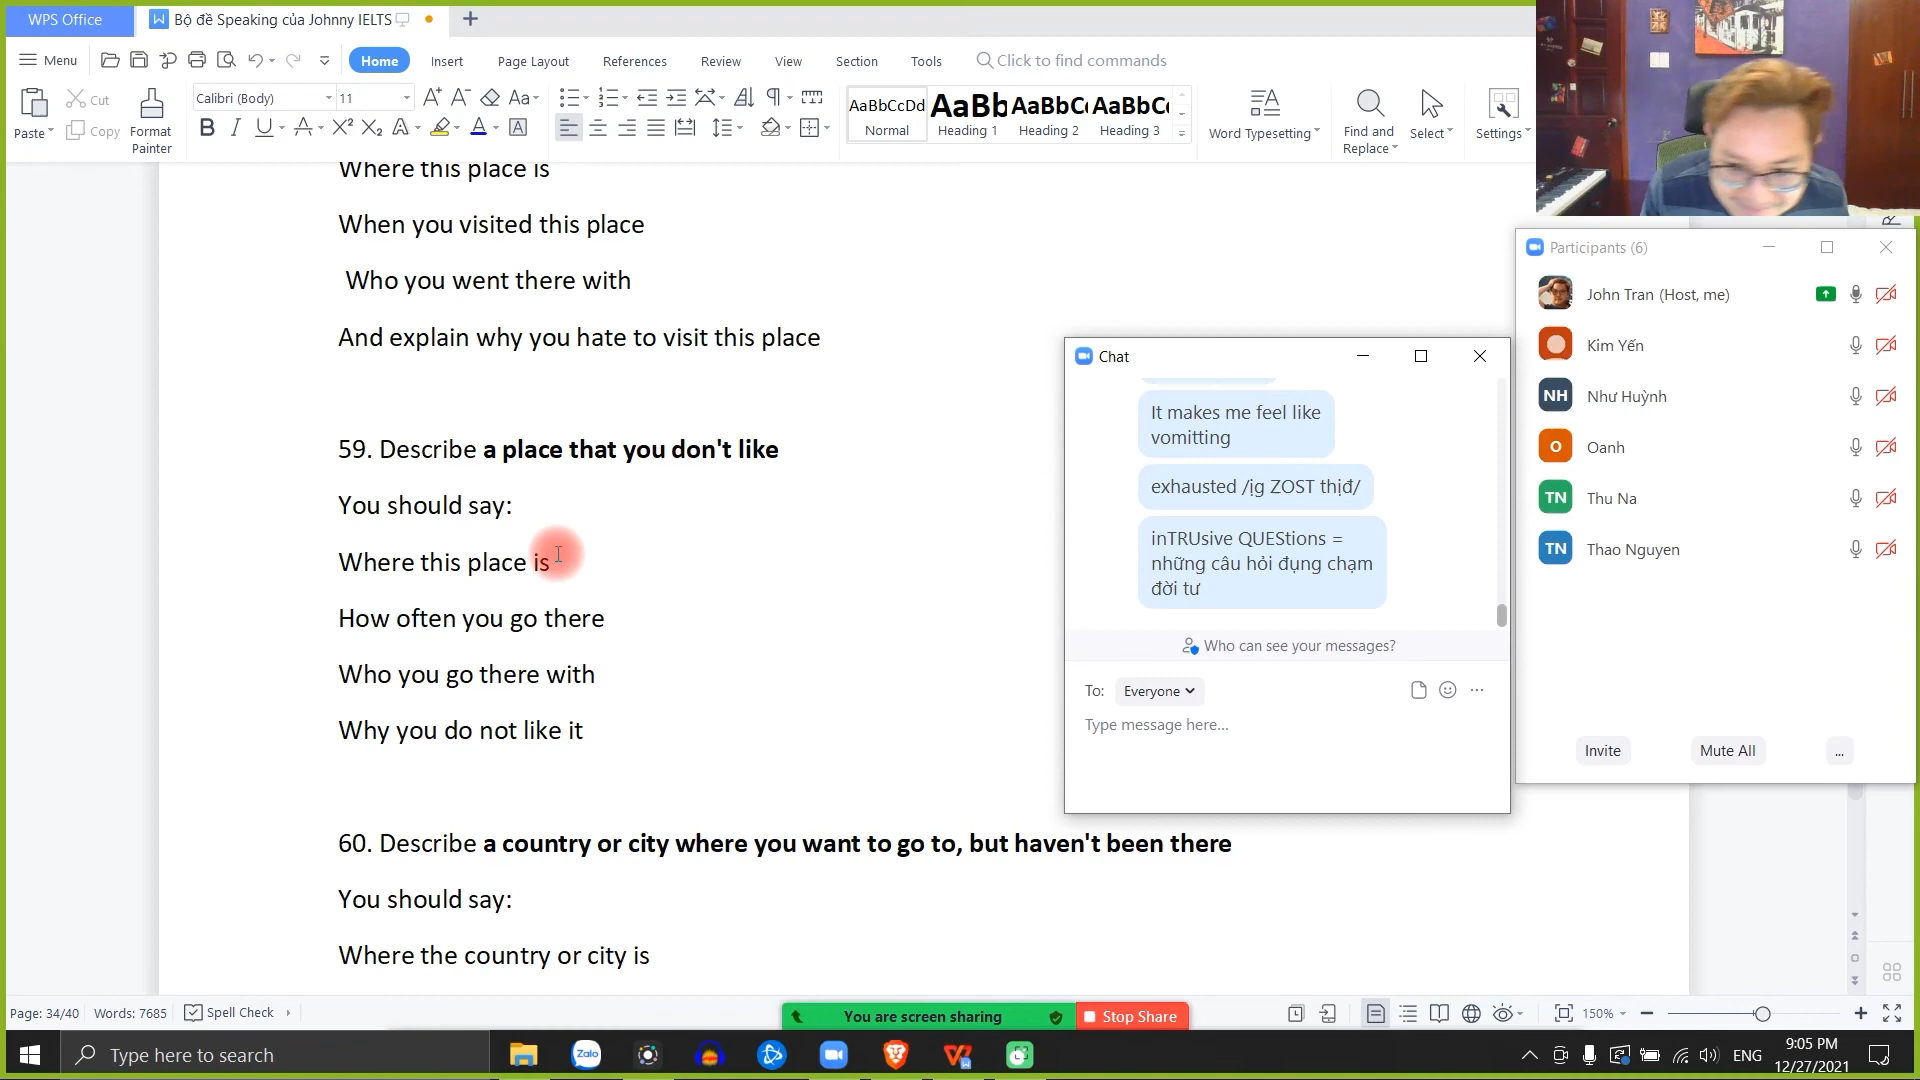 WPS Office
Bộ đề Speaking của Johnny IELTS
Menu
Home
Insert
Page Layout
References
Review
View
Section
Tools
Click to find commands
Paste
Cut
Copy
Format
Painter
Calibri (Body)
11
AaBbCcDd
Normal
AaBb
Heading 1
AaBbC
Heading 2
AaBbC
Heading 3
Word Typesetting
Find and
Replace
Select
Settings
Where this place is
When you visited this place
Who you went there with
And explain why you hate to visit this place
59. Describe a place that you don't like
You should say:
Where this place is
How often you go there
Who you go there with
Why you do not like it
60. Describe a country or city where you want to go to, but haven't been there
You should say:
Where the country or city is
Chat
It makes me feel like
vomitting
exhausted /ịg ZOST thịđ/
inTRUsive QUEStions =
những câu hỏi đụng chạm
đời tư
Who can see your messages?
To: Everyone
Type message here...
Participants (6)
John Tran (Host, me)
Kim Yến
NH Như Huỳnh
O Oanh
TN Thu Na
TN Thao Nguyen
Invite
Mute All
...
Page: 34/40
Words: 7685
Spell Check
You are screen sharing
Stop Share
150%
Type here to search
Zalo
ENG
9:05 PM
12/27/2021